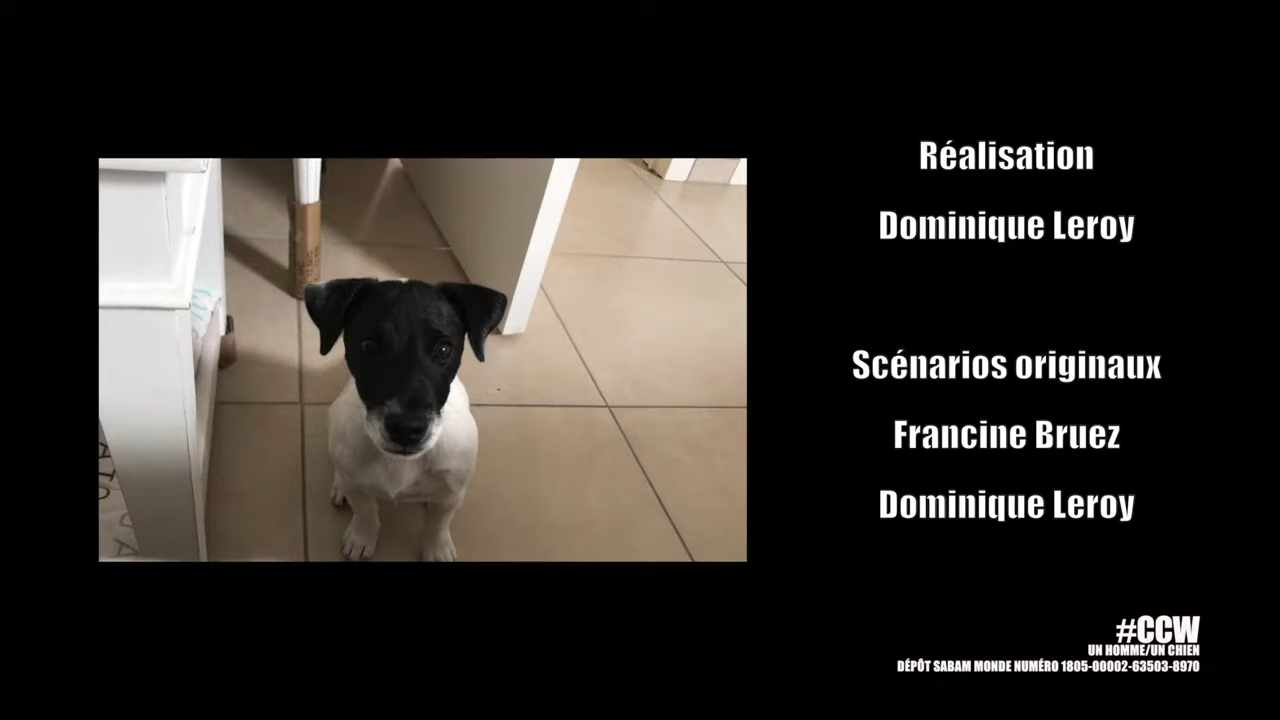 Réalisation
Dominique Leroy
Scénarios originaux
Francine Bruez
Dominique Leroy
#CCW
UN HOMME/UN CHIEN
DÉPÔT SABAM MONDE NUMÉRO 1805-00002-63503-8970